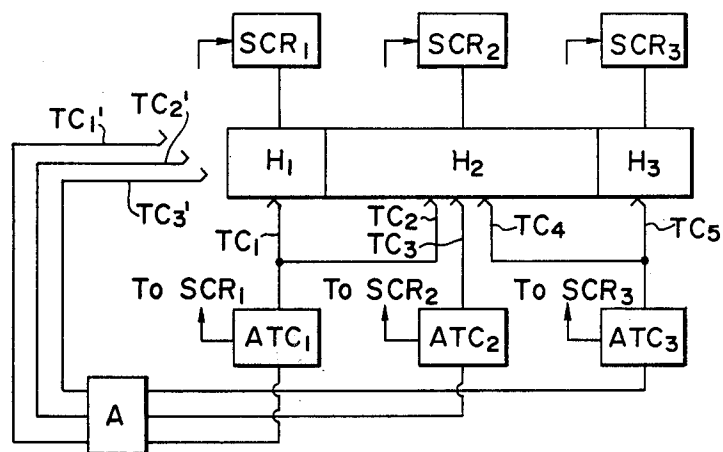 SCR1 SCR2 SCR3
TC1' TC2'
H1 H2 H3
TC3'
TC1 TC2 TC3 TC4 TC5
To SCR1 To SCR2 To SCR3
ATC1 ATC2 ATC3
A